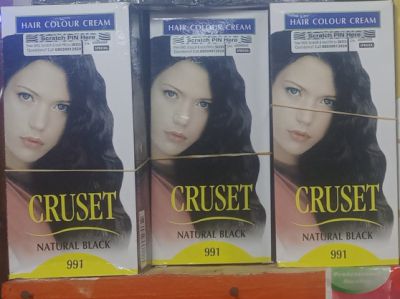 HAIR COLOUR CREAM
Scratch PIN Here
CRUSET
NATURAL BLACK
991
HAIR COLOUR CREAM
Scratch PIN Here
CRUSET
NATURAL BLACK
991
HAIR COLOUR CREAM
Scratch PIN Here
CRUSET
NATURAL BLACK
991